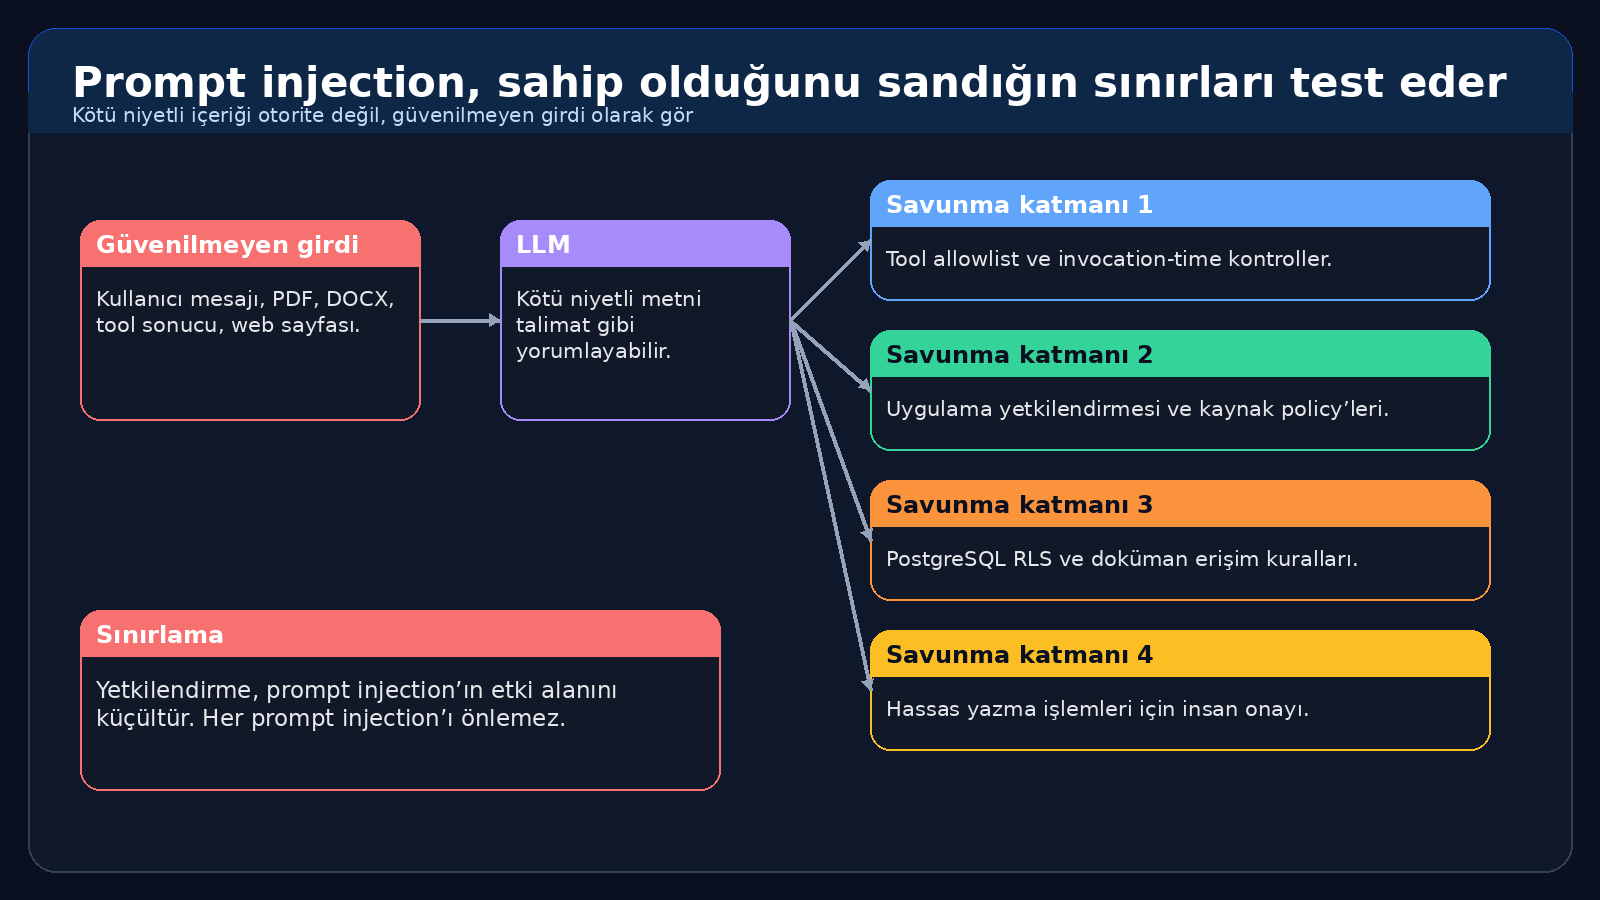 Prompt injection, sahip olduğunu sandığın sınırları test eder
Kötü niyetli içeriği otorite değil, güvenilmeyen girdi olarak gör
Güvenilmeyen girdi
Kullanıcı mesajı, PDF, DOCX,
tool sonucu, web sayfası.
LLM
Kötü niyetli metni
talimat gibi
yorumlayabilir.
Savunma katmanı 1
Tool allowlist ve invocation-time kontroller.
Savunma katmanı 2
Uygulama yetkilendirmesi ve kaynak policy’leri.
Savunma katmanı 3
PostgreSQL RLS ve doküman erişim kuralları.
Savunma katmanı 4
Hassas yazma işlemleri için insan onayı.
Sınırlama
Yetkilendirme, prompt injection’ın etki alanını
küçültür. Her prompt injection’ı önlemez.